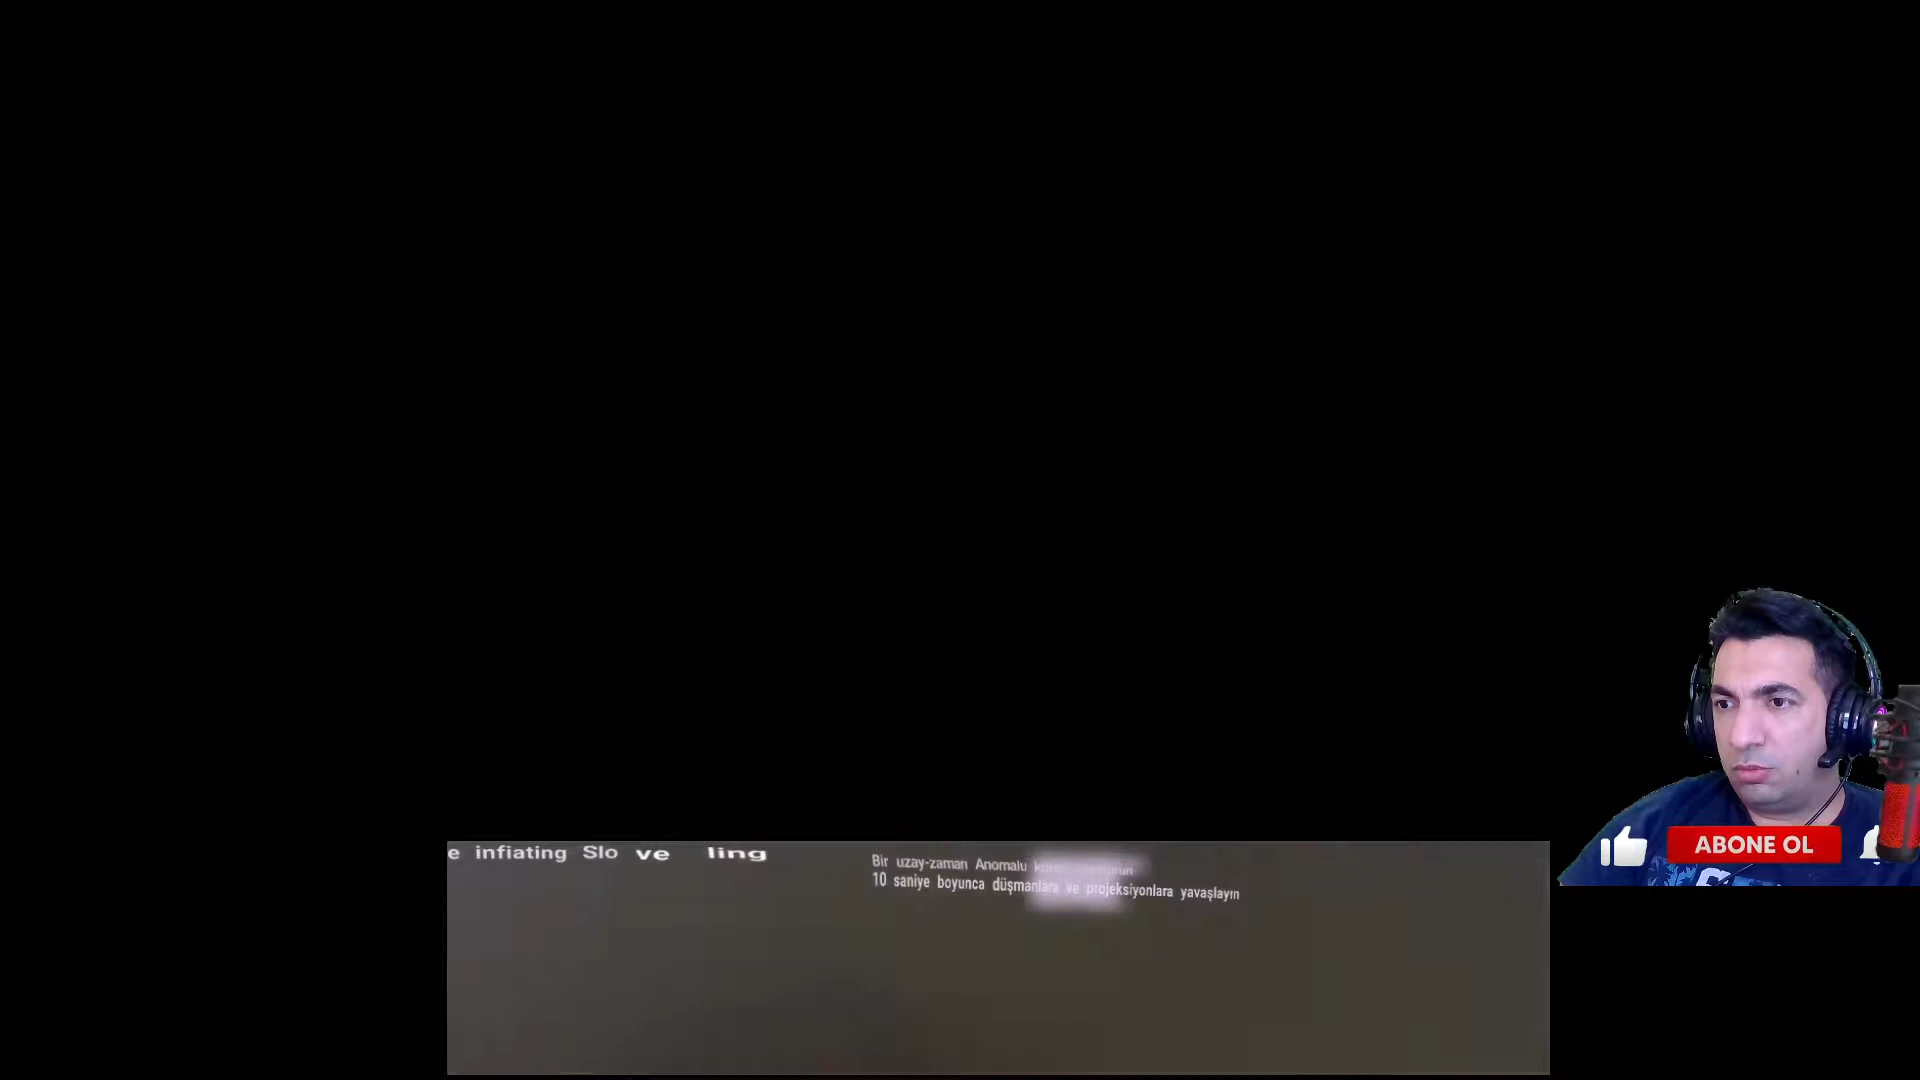 e infiating Slo ve ling
Bir uzay-zaman Anomalu
10 saniye boyunca düşmanlara ve projeksiyonlara yavaşlayın
ABONE OL